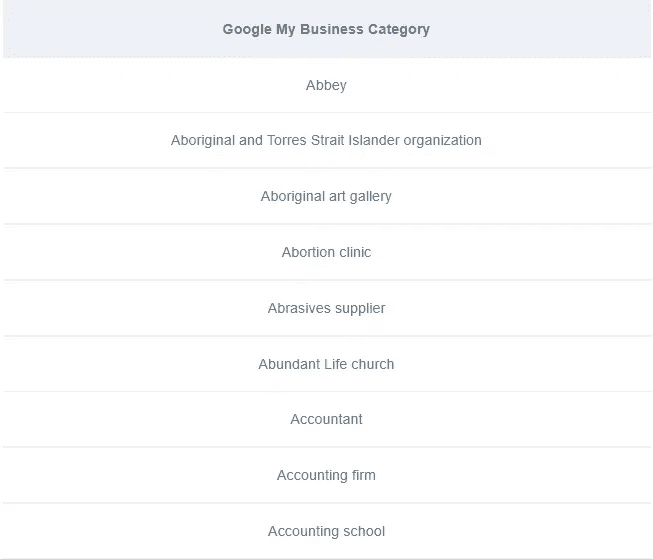 Google My Business Category
Abbey
Aboriginal and Torres Strait Islander organization
Aboriginal art gallery
Abortion clinic
Abrasives supplier
Abundant Life church
Accountant
Accounting firm
Accounting school